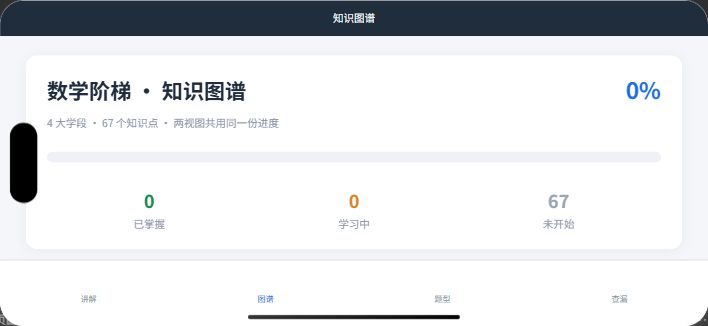 知识图谱
数学阶梯 · 知识图谱
0%
4 大学段 · 67 个知识点 · 两视图共用同一份进度
0 0 67
已掌握 学习中 未开始
讲解 图谱 题型 查漏